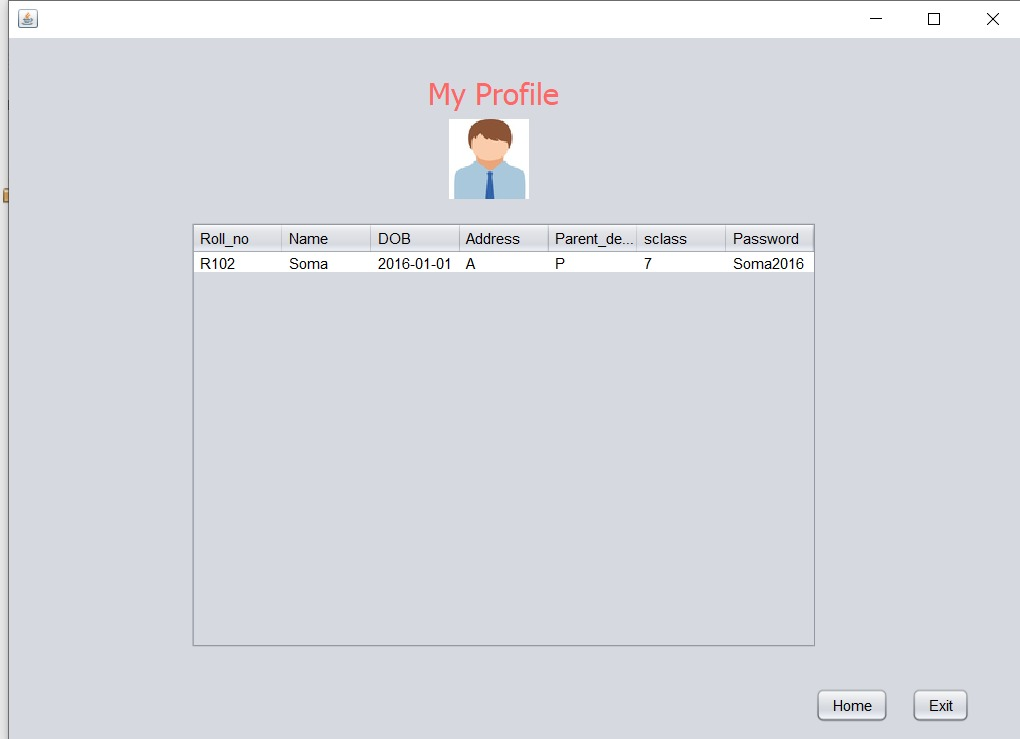 My Profile
Roll_no Name DOB Address Parent_de... sclass Password
R102 Soma 2016-01-01 A P 7 Soma2016
Home Exit